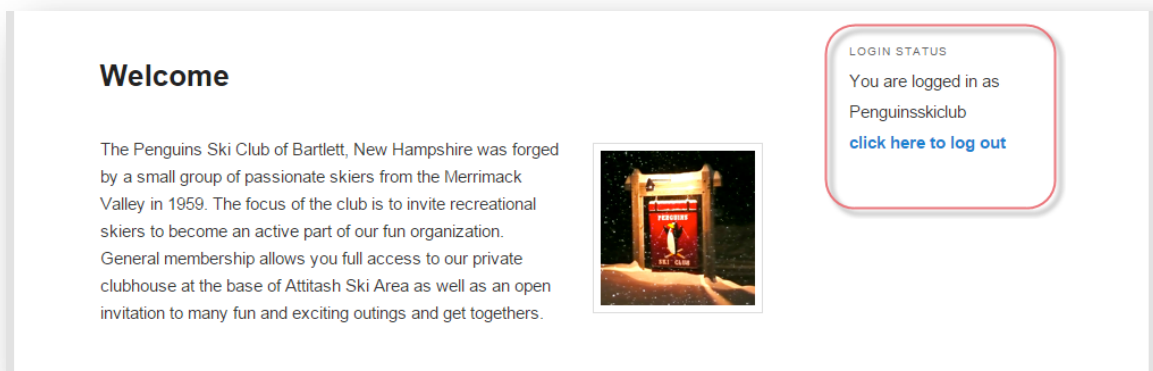 Welcome
The Penguins Ski Club of Bartlett, New Hampshire was forged
by a small group of passionate skiers from the Merrimack
Valley in 1959. The focus of the club is to invite recreational
skiers to become an active part of our fun organization.
General membership allows you full access to our private
clubhouse at the base of Attitash Ski Area as well as an open
invitation to many fun and exciting outings and get togethers.
PENGUINS
SKI CLUB
LOGIN STATUS
You are logged in as
Penguinsskiclub
click here to log out